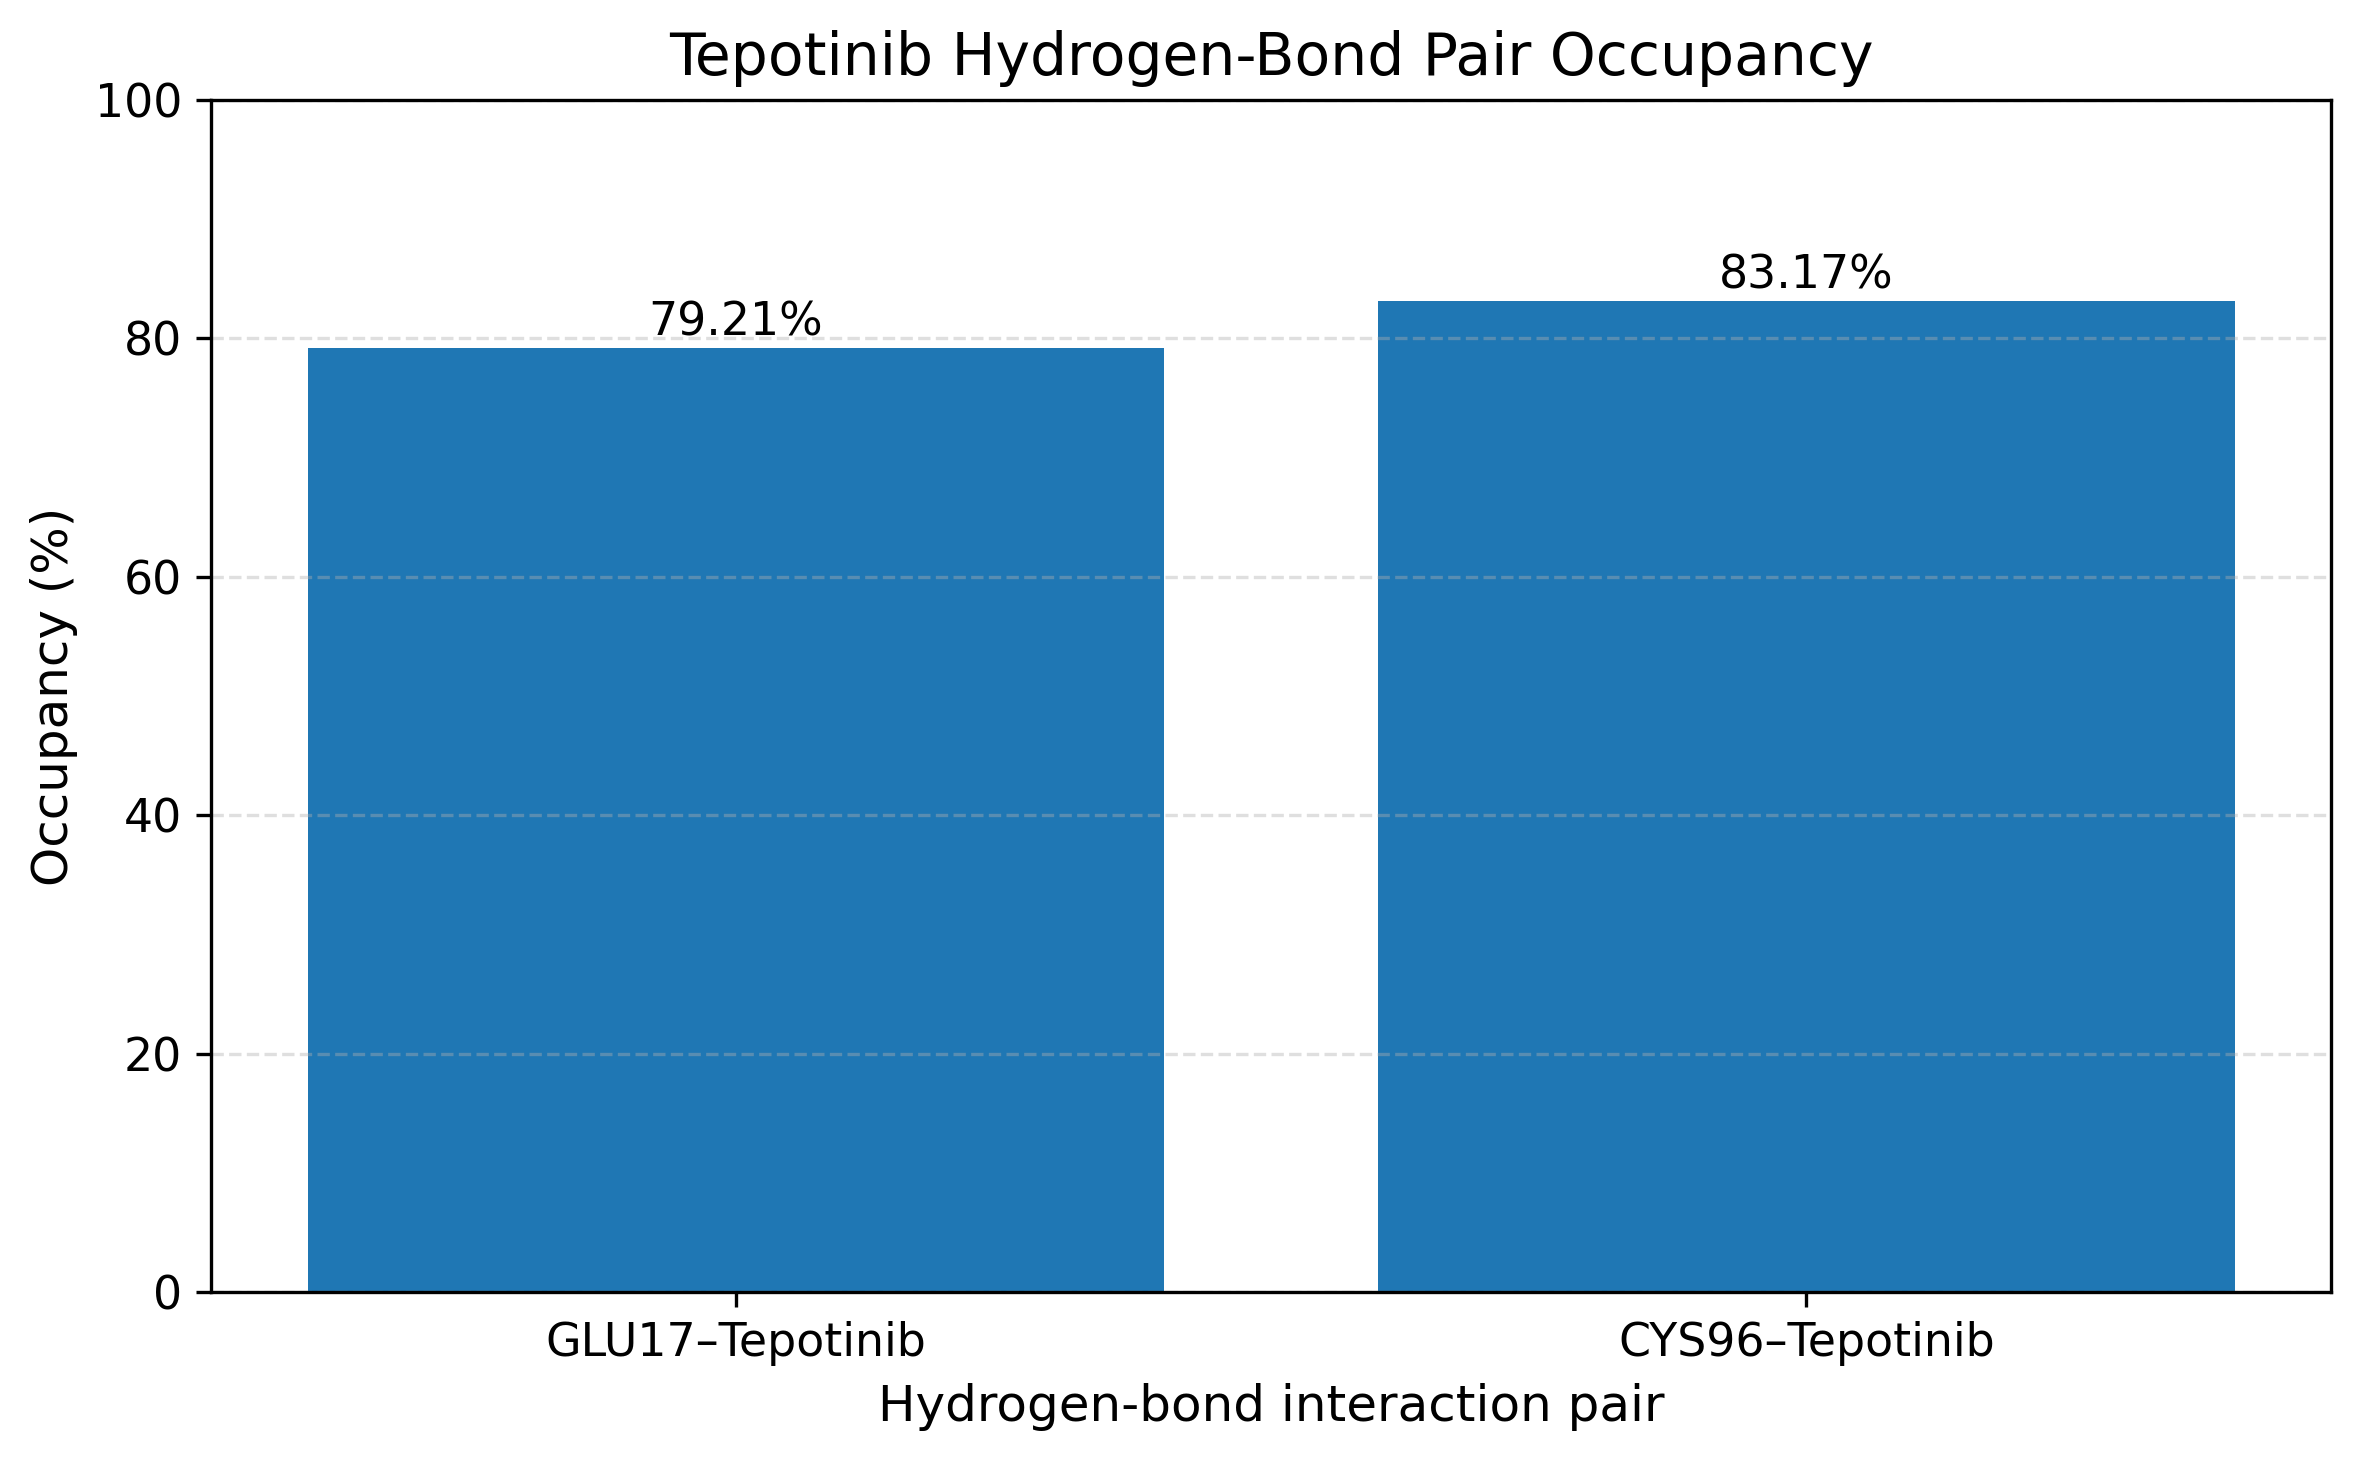 Tepotinib Hydrogen-Bond Pair Occupancy
100
80
60
40
20
0
Occupancy (%)
79.21%
83.17%
GLU17–Tepotinib
CYS96–Tepotinib
Hydrogen-bond interaction pair